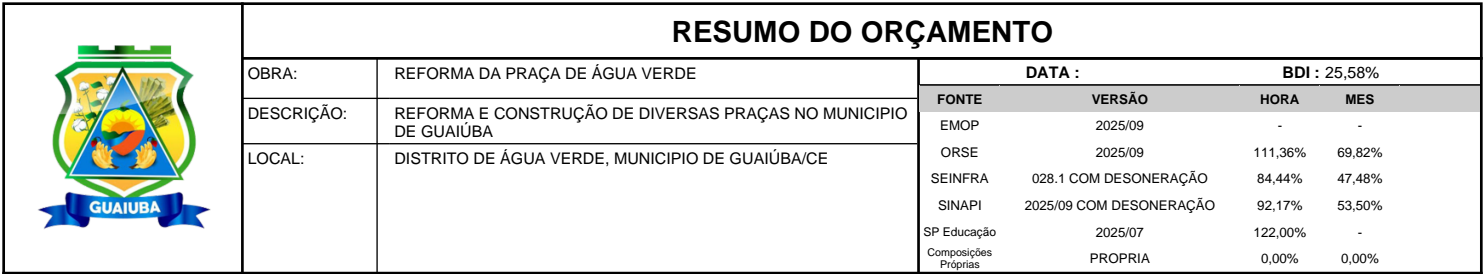 RESUMO DO ORÇAMENTO
OBRA: REFORMA DA PRAÇA DE ÁGUA VERDE
DESCRIÇÃO: REFORMA E CONSTRUÇÃO DE DIVERSAS PRAÇAS NO MUNICIPIO
DE GUAIÚBA
LOCAL: DISTRITO DE ÁGUA VERDE, MUNICIPIO DE GUAIÚBA/CE
DATA : BDI : 25,58%
FONTE VERSÃO HORA MES
EMOP 2025/09 - -
ORSE 2025/09 111,36% 69,82%
SEINFRA 028.1 COM DESONERAÇÃO 84,44% 47,48%
SINAPI 2025/09 COM DESONERAÇÃO 92,17% 53,50%
SP Educação 2025/07 122,00% -
Composições
Próprias PROPRIA 0,00% 0,00%
GUAIUBA